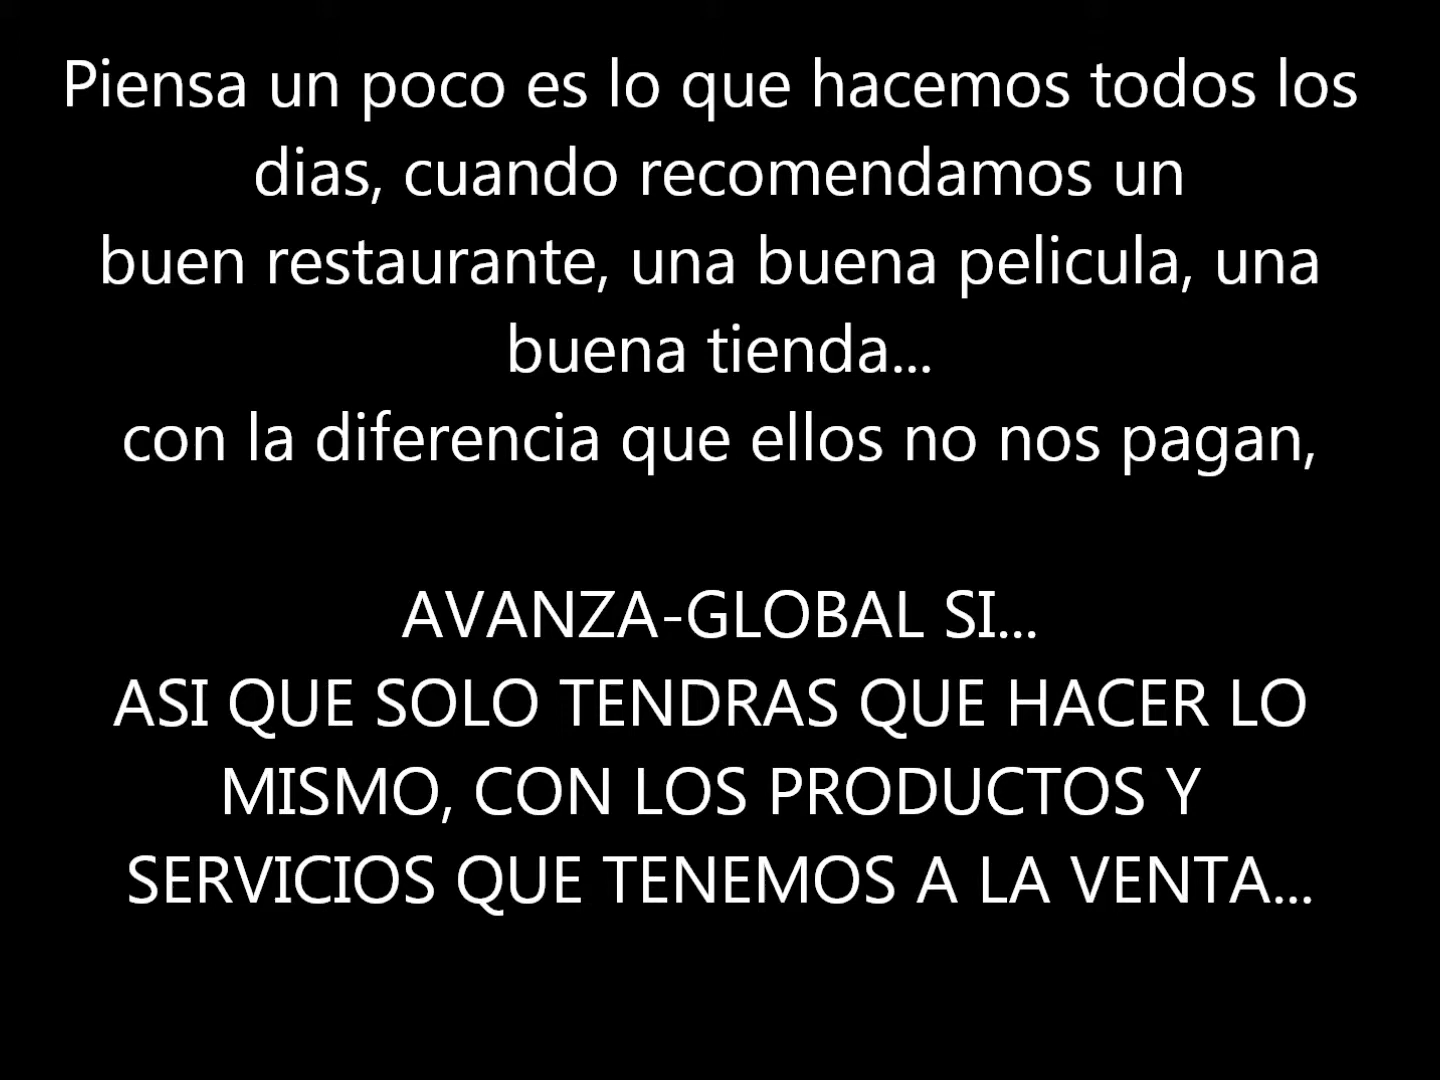 Piensa un poco es lo que hacemos todos los
dias, cuando recomendamos un
buen restaurante, una buena pelicula, una
buena tienda...
con la diferencia que ellos no nos pagan,
AVANZA-GLOBAL SI...
ASI QUE SOLO TENDRAS QUE HACER LO
MISMO, CON LOS PRODUCTOS Y
SERVICIOS QUE TENEMOS A LA VENTA...